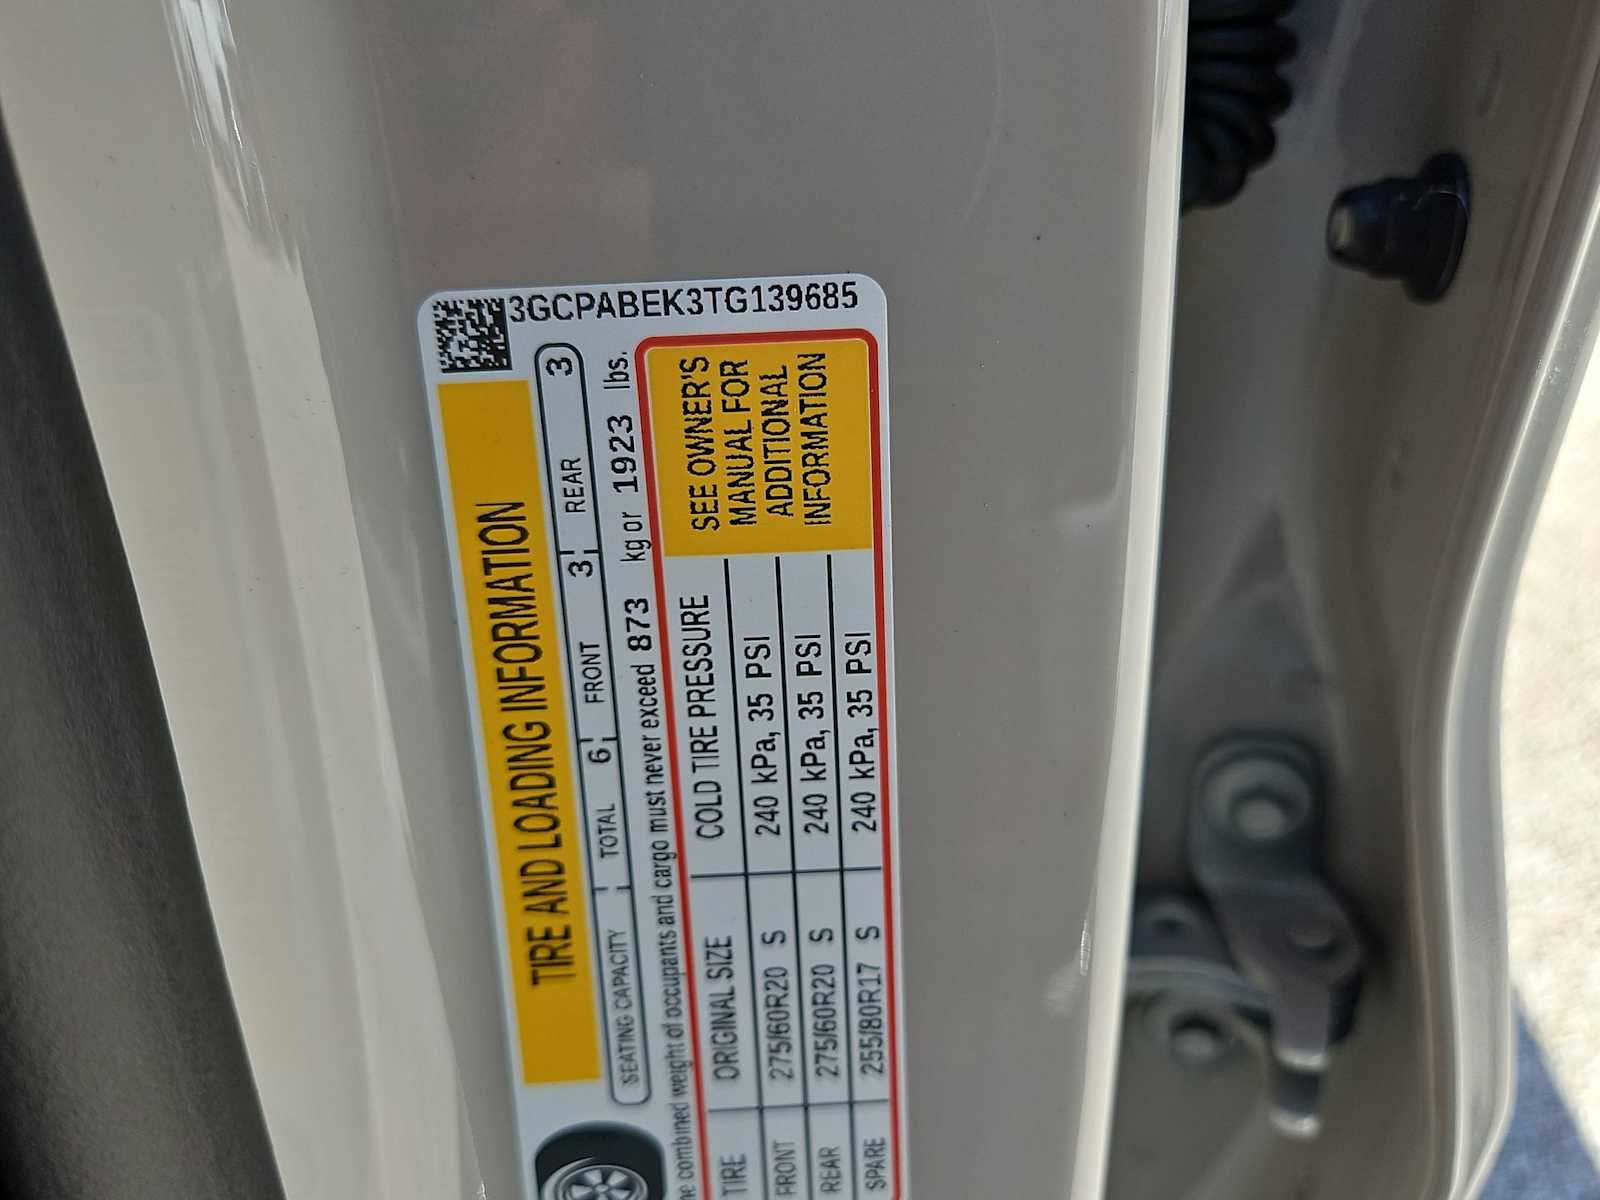 3GCPABEK3TG139685
TIRE AND LOADING INFORMATION
SEATING CAPACITY TOTAL 6 FRONT 3 REAR 3
combined weight of occupants and cargo must never exceed 873 kg or 1923 lbs.
TIRE ORIGINAL SIZE COLD TIRE PRESSURE
FRONT 275/60R20 S 240 kPa, 35 PSI
REAR 275/60R20 S 240 kPa, 35 PSI
SPARE 255/80R17 S 240 kPa, 35 PSI
SEE OWNER'S
MANUAL FOR
ADDITIONAL
INFORMATION